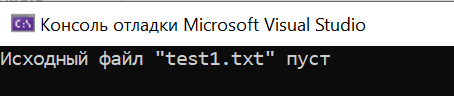 Консоль отладки Microsoft Visual Studio
Исходный файл "test1.txt" пуст